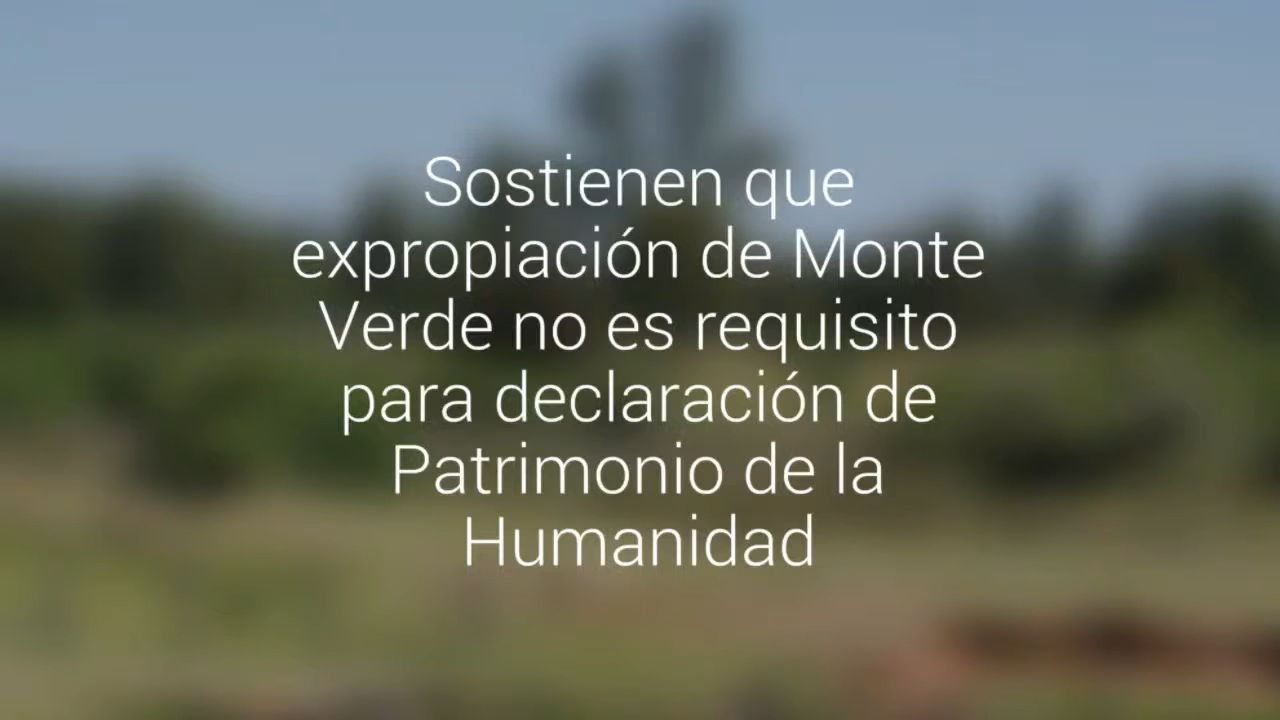 Sostienen que
expropiación de Monte
Verde no es requisito
para declaración de
Patrimonio de la
Humanidad